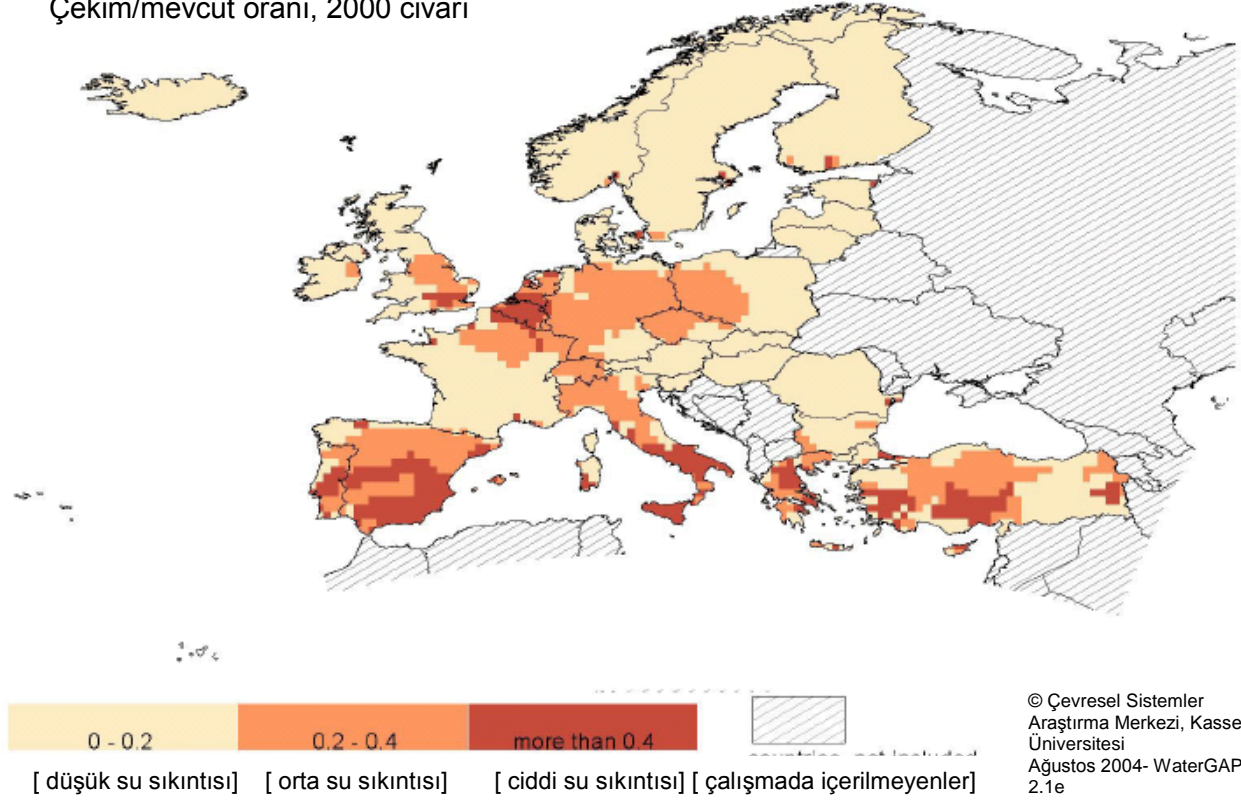 Çekim/mevcut oranı, 2000 civarı
0 - 0.2
0.2 - 0.4
more than 0.4
[ düşük su sıkıntısı] [ orta su sıkıntısı] [ ciddi su sıkıntısı] [ çalışmada içerilmeyenler]
© Çevresel Sistemler
Araştırma Merkezi, Kasse
Üniversitesi
Ağustos 2004- WaterGAP
2.1e